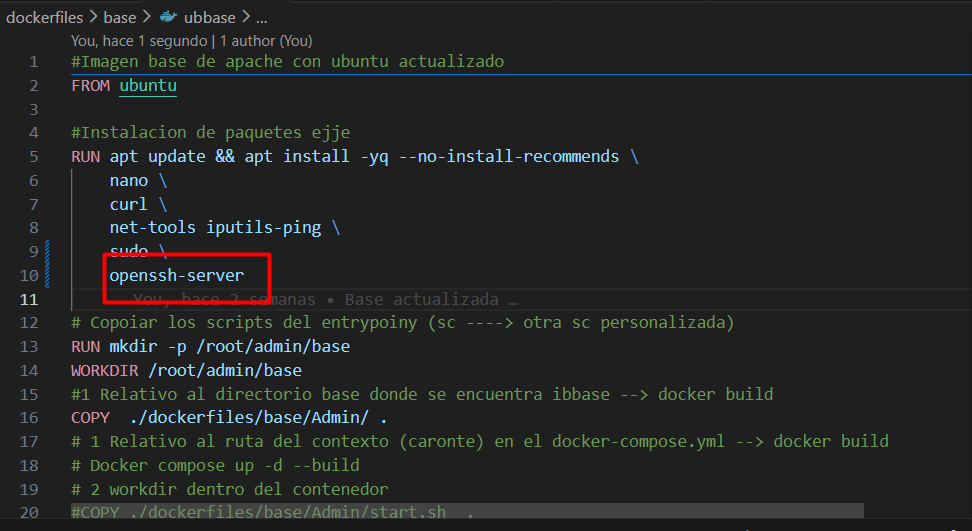 dockerfiles > base > ubbase > ...
You, hace 1 segundo | 1 author (You)
1 #Imagen base de apache con ubuntu actualizado
2 FROM ubuntu
3
4 #Instalacion de paquetes ejje
5 RUN apt update && apt install -yq --no-install-recommends \
6 nano \
7 curl \
8 net-tools iputils-ping \
9 sudo \
10 openssh-server
11 You, hace 2 semanas • Base actualizada …
12 # Copoiar los scripts del entrypoiny (sc ----> otra sc personalizada)
13 RUN mkdir -p /root/admin/base
14 WORKDIR /root/admin/base
15 #1 Relativo al directorio base donde se encuentra ibbase --> docker build
16 COPY  ./dockerfiles/base/Admin/ .
17 # 1 Relativo al ruta del contexto (caronte) en el docker-compose.yml --> docker build
18 # Docker compose up -d --build
19 # 2 workdir dentro del contenedor
20 #COPY ./dockerfiles/base/Admin/start.sh  .